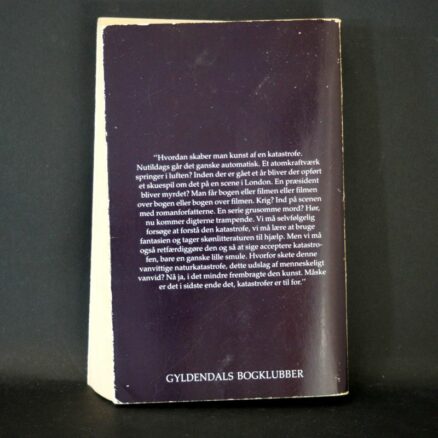 "Hvordan skaber man kunst af en katastrofe.
Nutildags går det ganske automatisk. Et atomkraftværk
springer i luften? Inden der er gået et år bliver der opført
et skuespil om det på en scene i London. En præsident
bliver myrdet? Man får bogen eller filmen eller filmen
over bogen eller bogen over filmen. Krig? Ind på scenen
med romanforfatterne. En serie grusomme mord? Hør,
nu kommer digterne trampende. Vi må selvfølgelig
forsøge at forstå den katastrofe, vi må lære at bruge
fantasien og tager skønlitteraturen til hjælp. Men vi må
også retfærdiggøre den og så at sige acceptere katastro-
fen, bare en ganske lille smule. Hvorfor skete denne
vanvittige naturkatastrofe, dette udslag af menneskeligt
vanvid? Nå ja, i det mindre frembragte den kunst. Måske
er det i sidste ende det, katastrofer er til for."
GYLDENDALS BOGKLUBBER